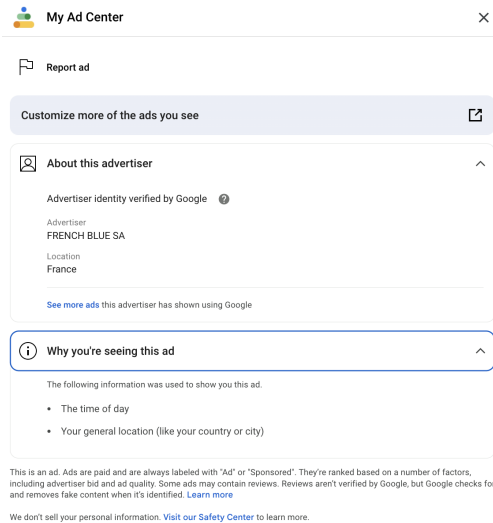 My Ad Center
Report ad
Customize more of the ads you see
About this advertiser
Advertiser identity verified by Google
Advertiser
FRENCH BLUE SA
Location
France
See more ads this advertiser has shown using Google
Why you're seeing this ad
The following information was used to show you this ad.
• The time of day
• Your general location (like your country or city)
This is an ad. Ads are paid and are always labeled with "Ad" or "Sponsored". They're ranked based on a number of factors,
including advertiser bid and ad quality. Some ads may contain reviews. Reviews aren't verified by Google, but Google checks for
and removes fake content when it's identified. Learn more
We don't sell your personal information. Visit our Safety Center to learn more.